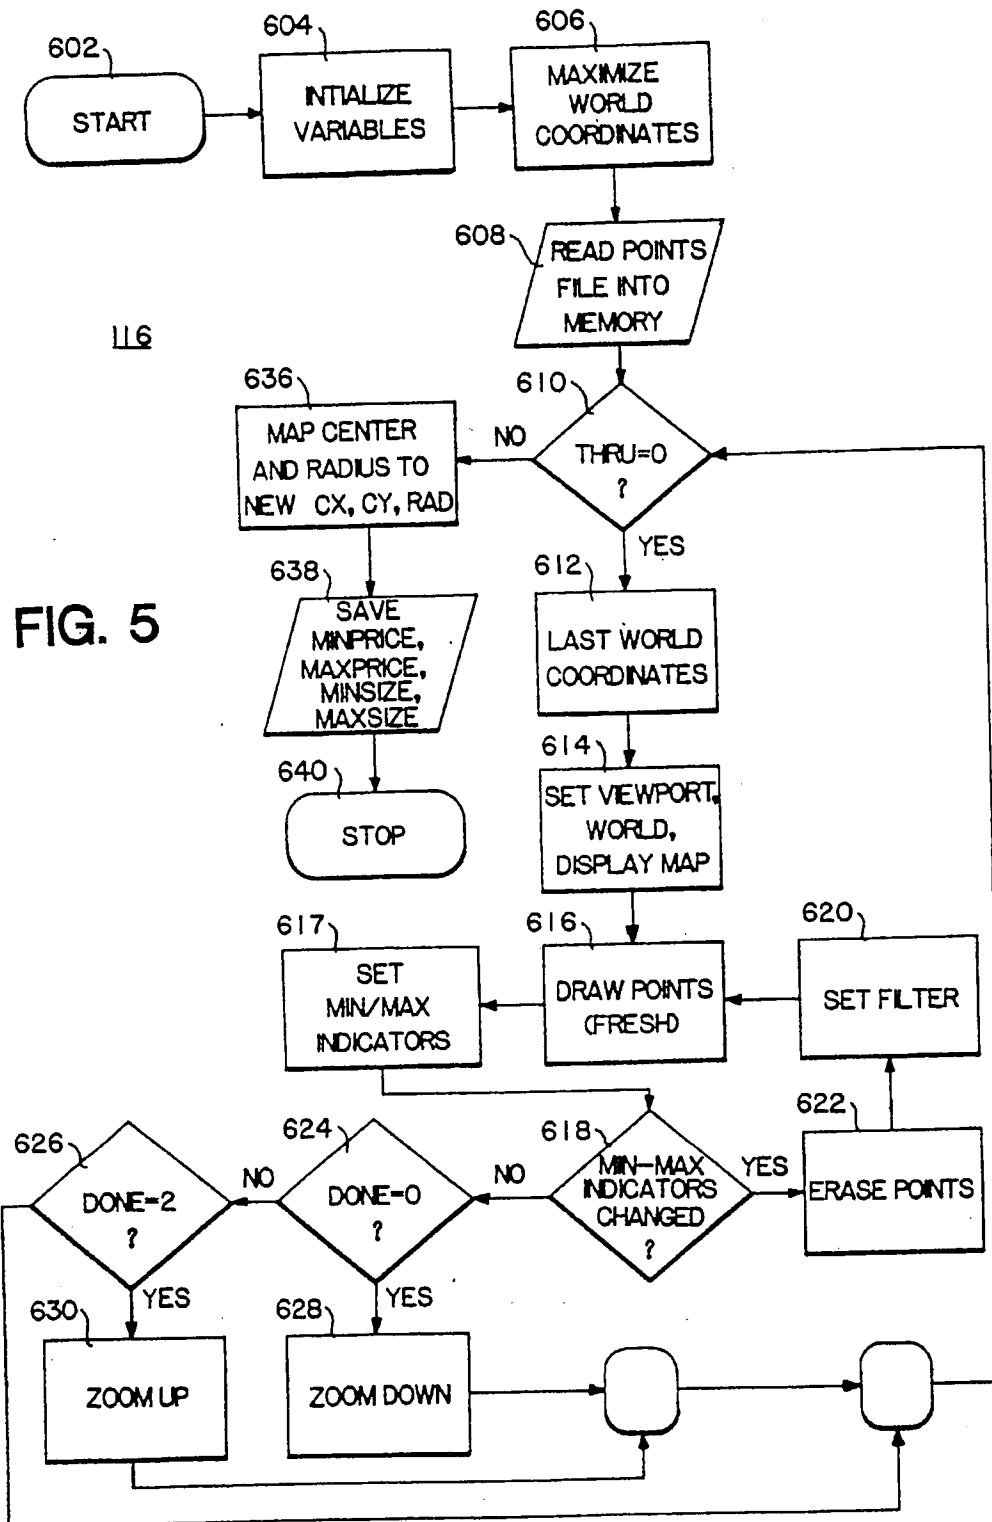 602
START
604
INTIALIZE
VARIABLES
606
MAXIMIZE
WORLD
COORDINATES
608
READ POINTS
FILE INTO
MEMORY
116
610
THRU=0
?
NO
YES
636
MAP CENTER
AND RADIUS TO
NEW CX, CY, RAD
638
SAVE
MINPRICE,
MAXPRICE,
MINSIZE,
MAXSIZE
640
STOP
FIG. 5
612
LAST WORLD
COORDINATES
614
SET VIEWPORT,
WORLD,
DISPLAY MAP
616
DRAW POINTS
(FRESH)
617
SET
MIN/MAX
INDICATORS
620
SET FILTER
622
ERASE POINTS
618
MIN-MAX
INDICATORS
CHANGED
?
YES
NO
624
DONE=0
?
NO
YES
626
DONE=2
?
YES
628
ZOOM DOWN
630
ZOOM UP